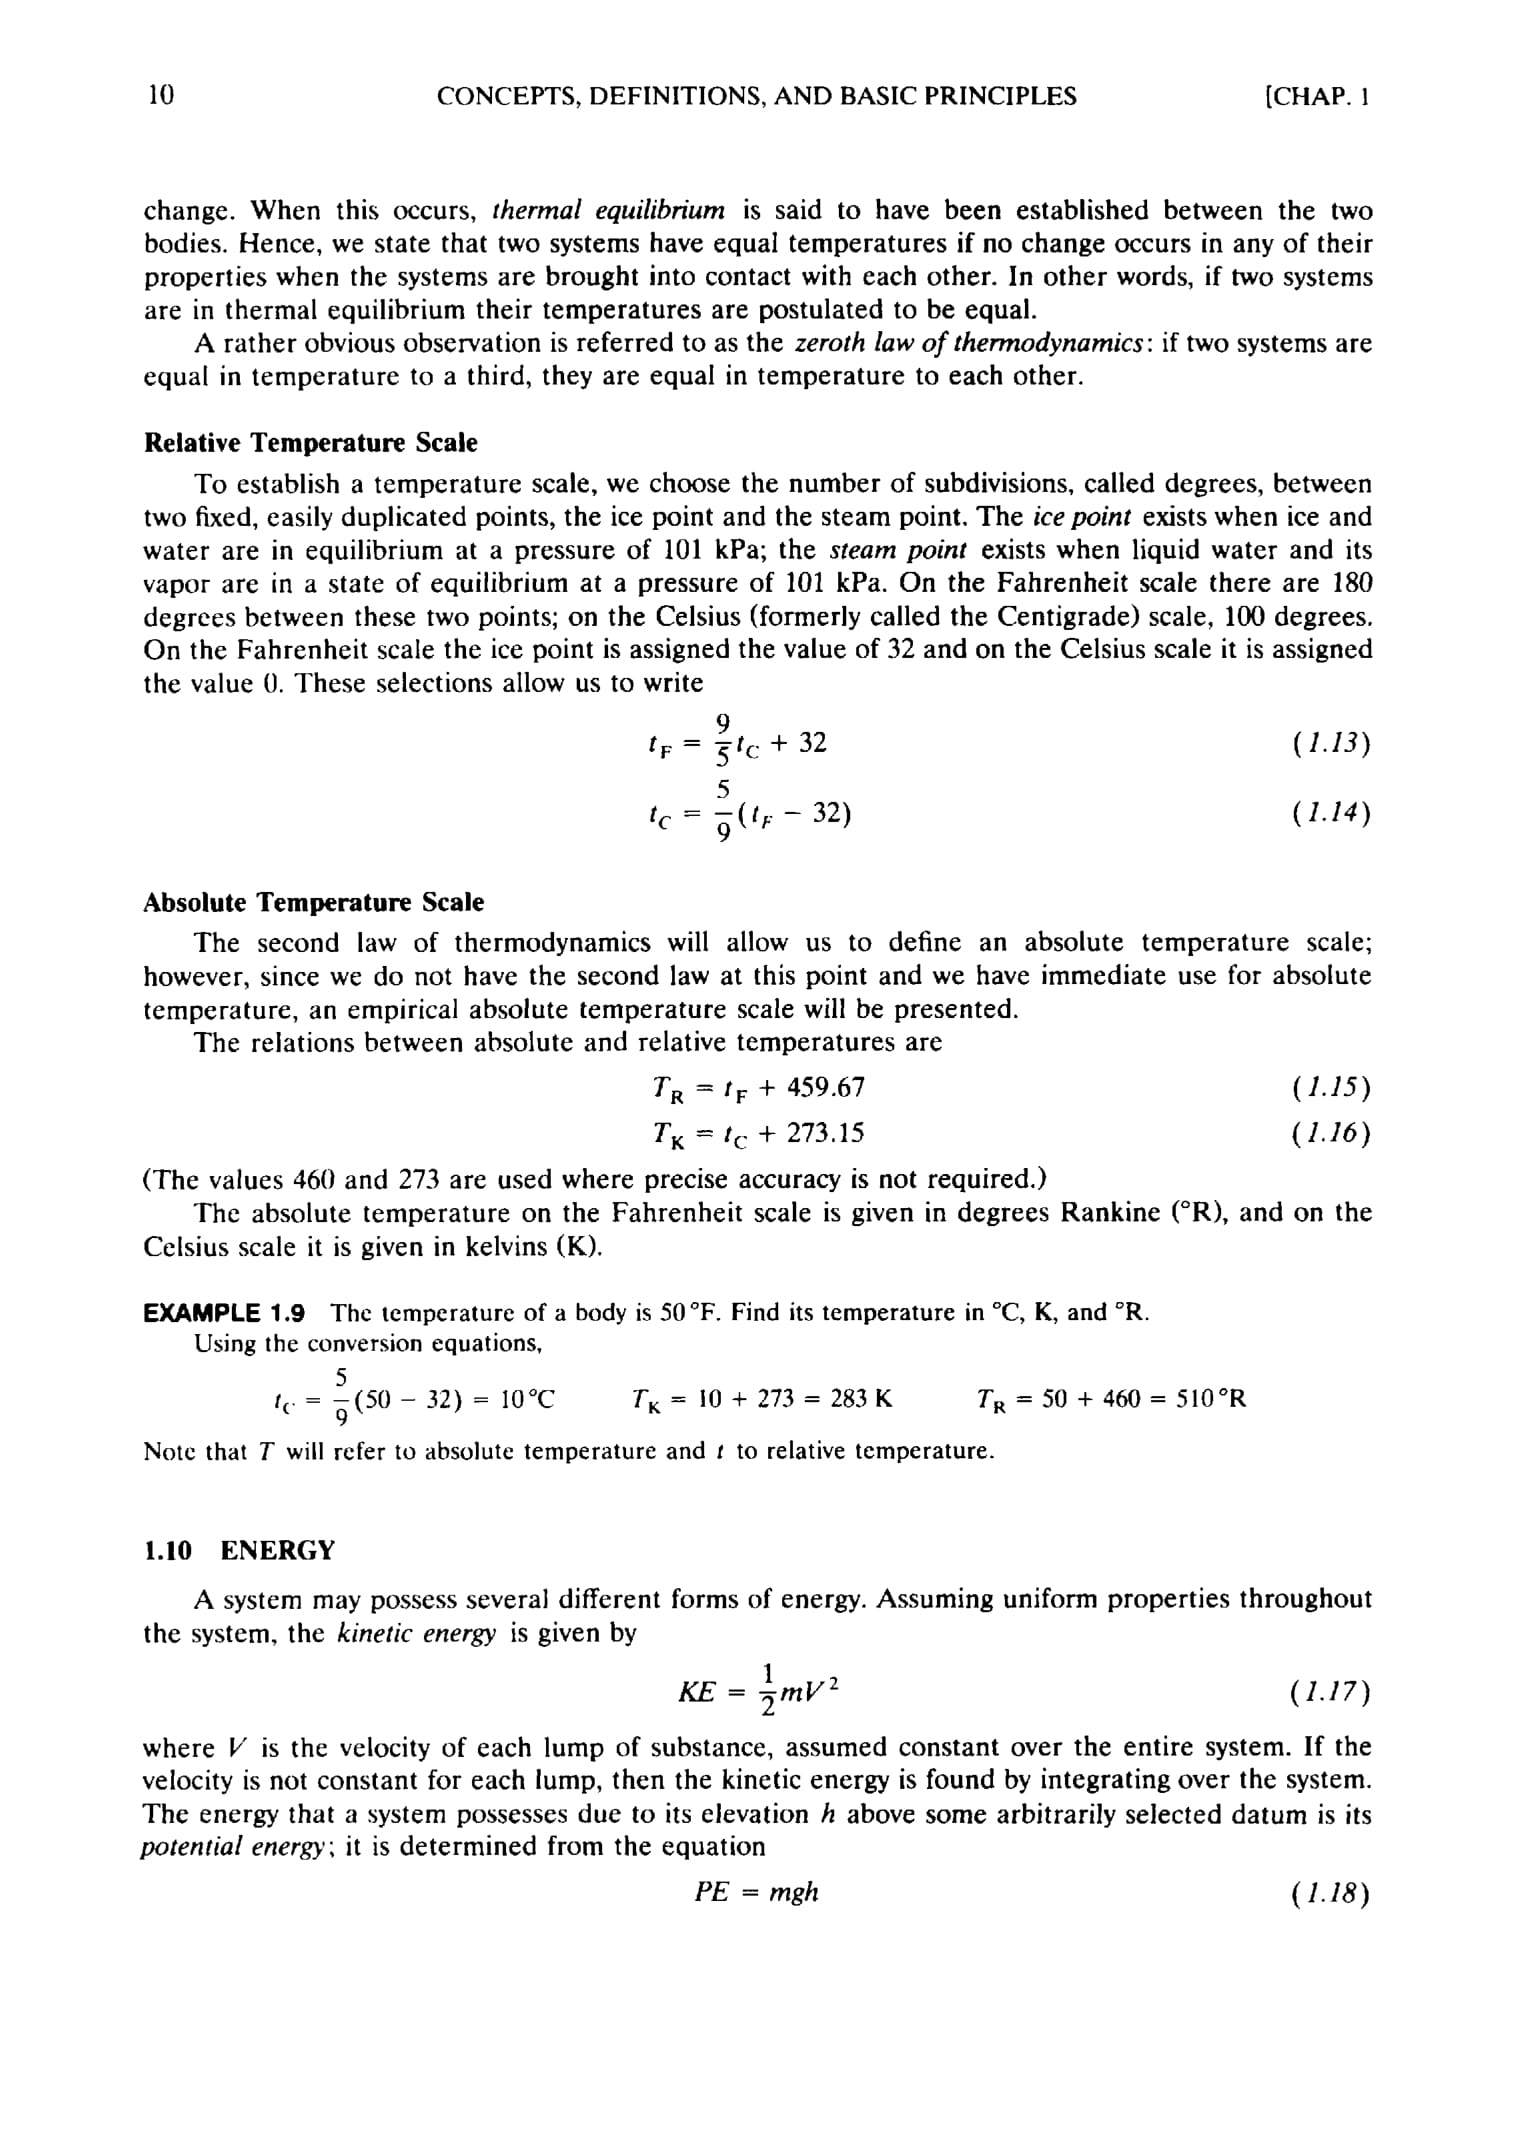 10 CONCEPTS, DEFINITIONS, AND BASIC PRINCIPLES [CHAP. 1
change. When this occurs, thermal equilibrium is said to have been established between the two
bodies. Hence, we state that two systems have equal temperatures if no change occurs in any of their
properties when the systems are brought into contact with each other. In other words, if two systems
are in thermal equilibrium their temperatures are postulated to be equal.
A rather obvious observation is referred to as the zeroth law of thermodynamics: if two systems are
equal in temperature to a third, they are equal in temperature to each other.
Relative Temperature Scale
To establish a temperature scale, we choose the number of subdivisions, called degrees, between
two fixed, easily duplicated points, the ice point and the steam point. The ice point exists when ice and
water are in equilibrium at a pressure of 101 kPa; the steam point exists when liquid water and its
vapor are in a state of equilibrium at a pressure of 101 kPa. On the Fahrenheit scale there are 180
degrees between these two points; on the Celsius (formerly called the Centigrade) scale, 100 degrees.
On the Fahrenheit scale the ice point is assigned the value of 32 and on the Celsius scale it is assigned
the value 0. These selections allow us to write
t_F = 9/5 t_C + 32 (1.13)
t_C = 5/9 (t_F − 32) (1.14)
Absolute Temperature Scale
The second law of thermodynamics will allow us to define an absolute temperature scale;
however, since we do not have the second law at this point and we have immediate use for absolute
temperature, an empirical absolute temperature scale will be presented.
The relations between absolute and relative temperatures are
T_R = t_F + 459.67 (1.15)
T_K = t_C + 273.15 (1.16)
(The values 460 and 273 are used where precise accuracy is not required.)
The absolute temperature on the Fahrenheit scale is given in degrees Rankine (°R), and on the
Celsius scale it is given in kelvins (K).
EXAMPLE 1.9 The temperature of a body is 50 °F. Find its temperature in °C, K, and °R.
Using the conversion equations,
t_C = 5/9 (50 − 32) = 10 °C T_K = 10 + 273 = 283 K T_R = 50 + 460 = 510 °R
Note that T will refer to absolute temperature and t to relative temperature.
1.10 ENERGY
A system may possess several different forms of energy. Assuming uniform properties throughout
the system, the kinetic energy is given by
KE = 1/2 mV² (1.17)
where V is the velocity of each lump of substance, assumed constant over the entire system. If the
velocity is not constant for each lump, then the kinetic energy is found by integrating over the system.
The energy that a system possesses due to its elevation h above some arbitrarily selected datum is its
potential energy; it is determined from the equation
PE = mgh (1.18)